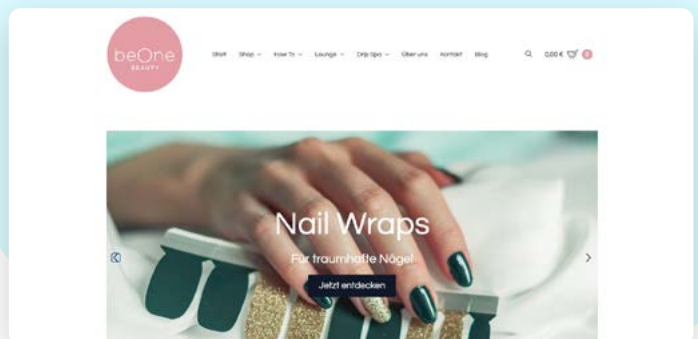 beOne
BEAUTY
Start Shop How To Lounge Drip Spa Über uns Kontakt Blog 0,00 € 0
Nail Wraps
Für traumhafte Nägel
Jetzt entdecken